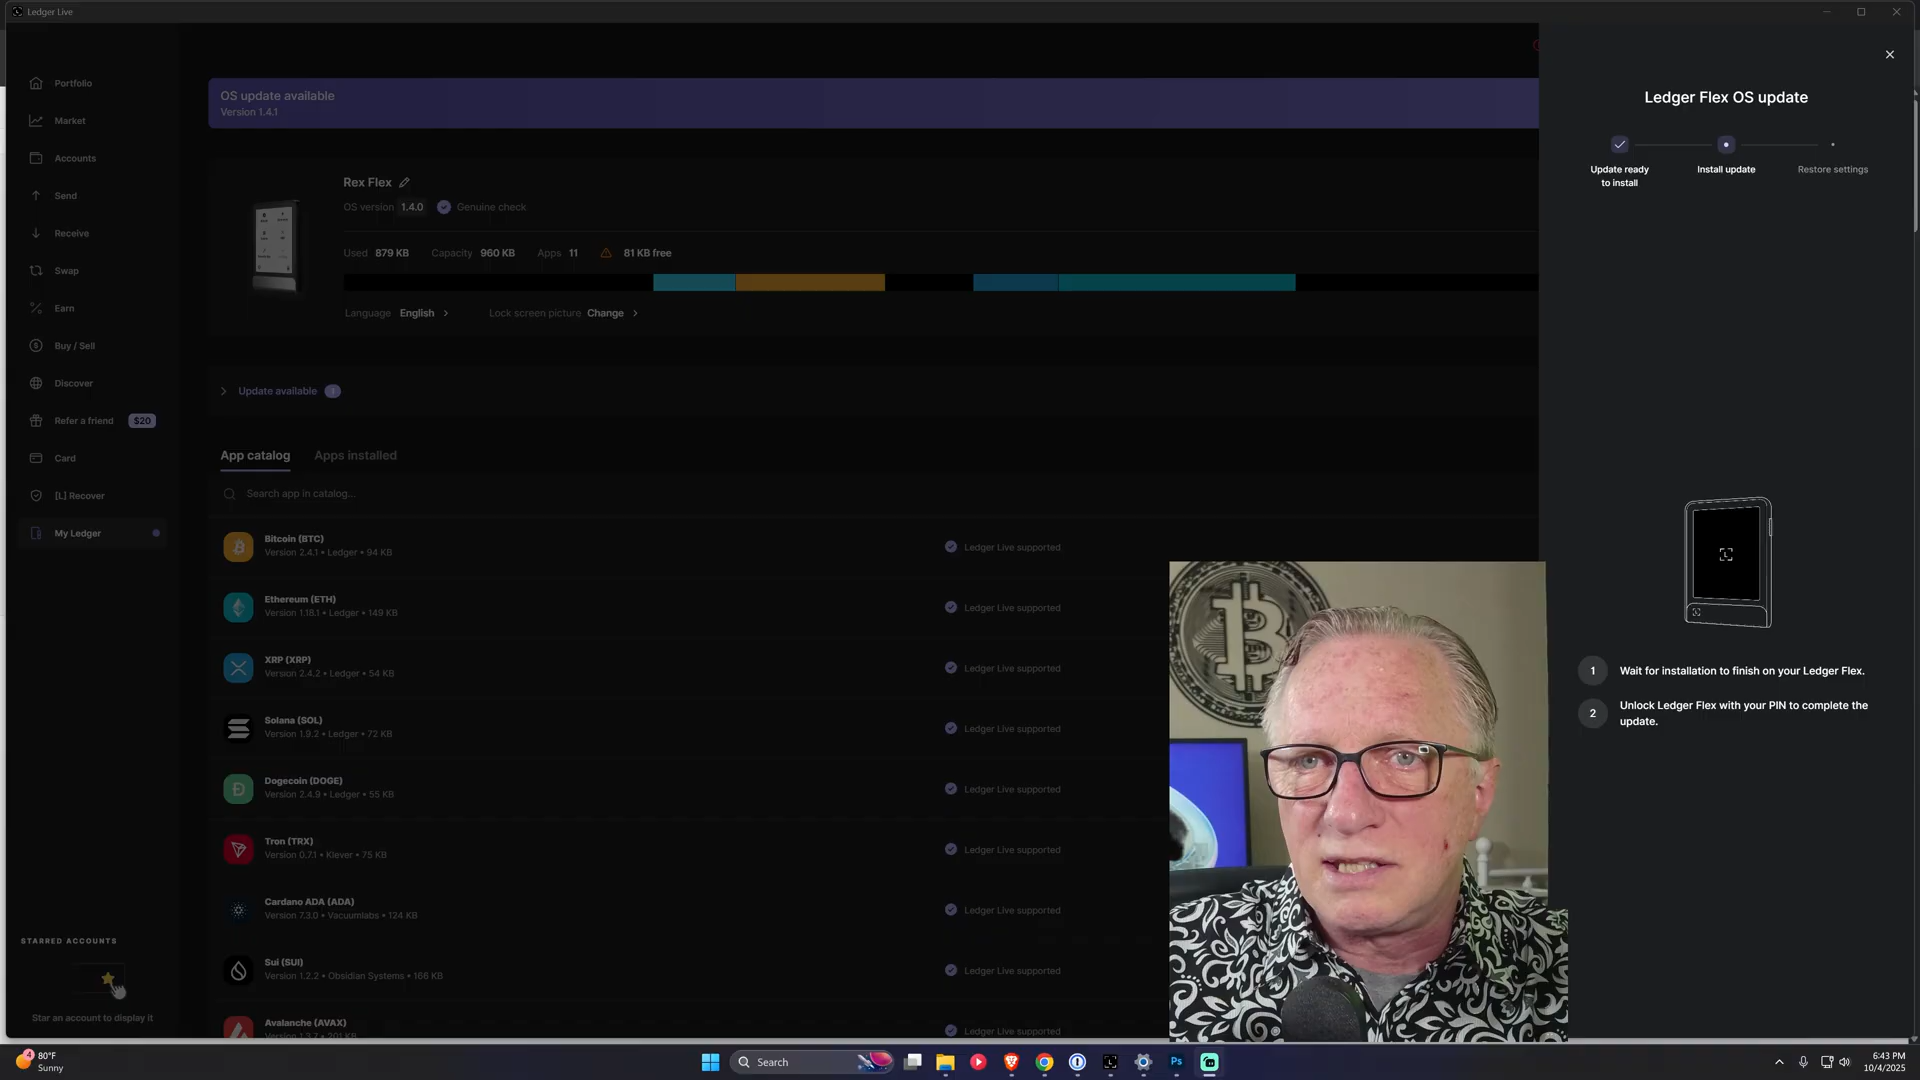 Ledger Live
Portfolio
Market
Accounts
Send
Receive
Swap
Earn
Buy / Sell
Discover
Refer a friend $20
Card
[L] Recover
My Ledger
STARRED ACCOUNTS
Star an account to display it
OS update available
Version 1.4.1
Rex Flex
OS version 1.4.0 Genuine check
Used 879 KB Capacity 960 KB Apps 11 81 KB free
Language English Lock screen picture Change
Update available
App catalog Apps installed
Search app in catalog...
Bitcoin (BTC)
Version 2.4.1 • Ledger • 94 KB
Ledger Live supported
Ethereum (ETH)
Version 1.18.1 • Ledger • 149 KB
Ledger Live supported
XRP (XRP)
Version 2.4.2 • Ledger • 54 KB
Ledger Live supported
Solana (SOL)
Version 1.9.2 • Ledger • 72 KB
Ledger Live supported
Dogecoin (DOGE)
Version 2.4.9 • Ledger • 55 KB
Ledger Live supported
Tron (TRX)
Version 0.7.1 • Klever • 75 KB
Ledger Live supported
Cardano ADA (ADA)
Version 7.3.0 • Vacuumlabs • 124 KB
Ledger Live supported
Sui (SUI)
Version 1.2.2 • Obsidian Systems • 166 KB
Ledger Live supported
Avalanche (AVAX)
Ledger Live supported
Ledger Flex OS update
Update ready
to install
Install update
Restore settings
1 Wait for installation to finish on your Ledger Flex.
2 Unlock Ledger Flex with your PIN to complete the
update.
4
80°F
Sunny
Search
Ps
6:43 PM
10/4/2025